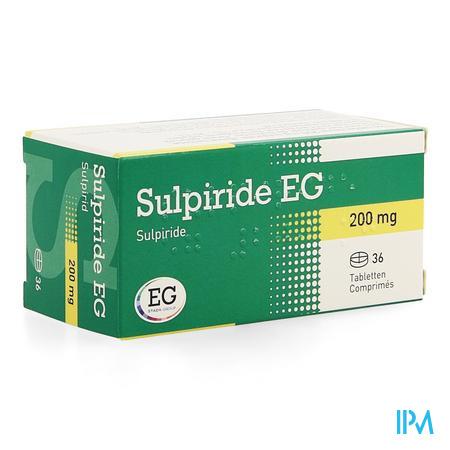 Sulpiride EG
Sulpiride
200 mg
36
Tabletten
Comprimés
EG
STADA GROUP
Sulpiride EG
Sulpirid
200 mg
36
IPM